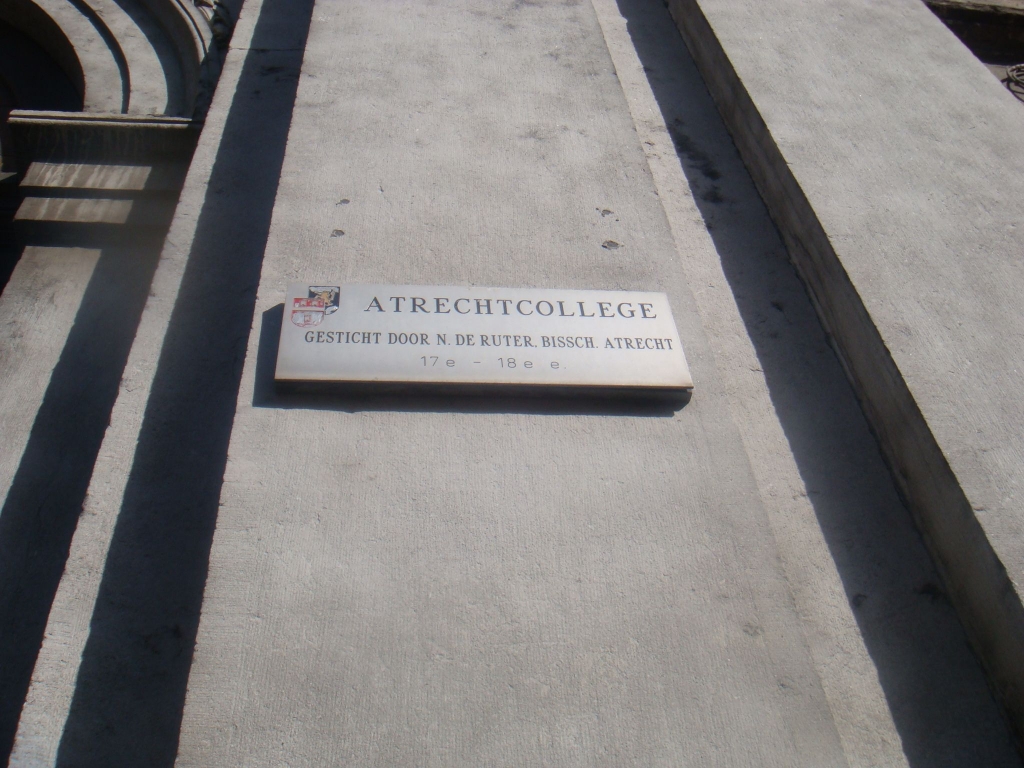 ATRECHTCOLLEGE
GESTICHT DOOR N. DE RUTER. BISSCH. ATRECHT
17e - 18e e.